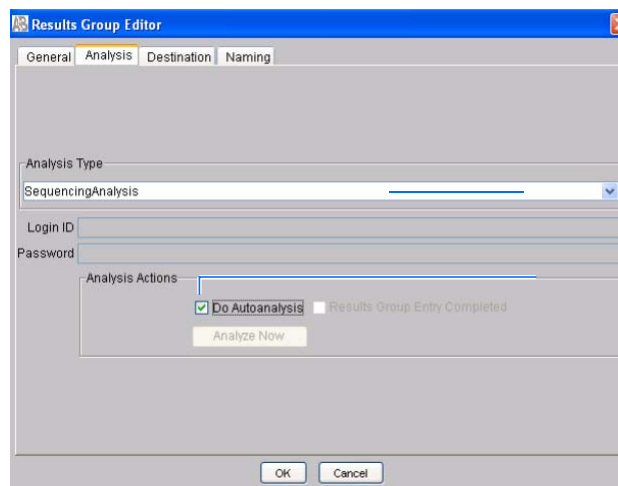 AB Results Group Editor
General Analysis Destination Naming
Analysis Type
SequencingAnalysis
Login ID
Password
Analysis Actions
Do Autoanalysis Results Group Entry Completed
Analyze Now
OK Cancel